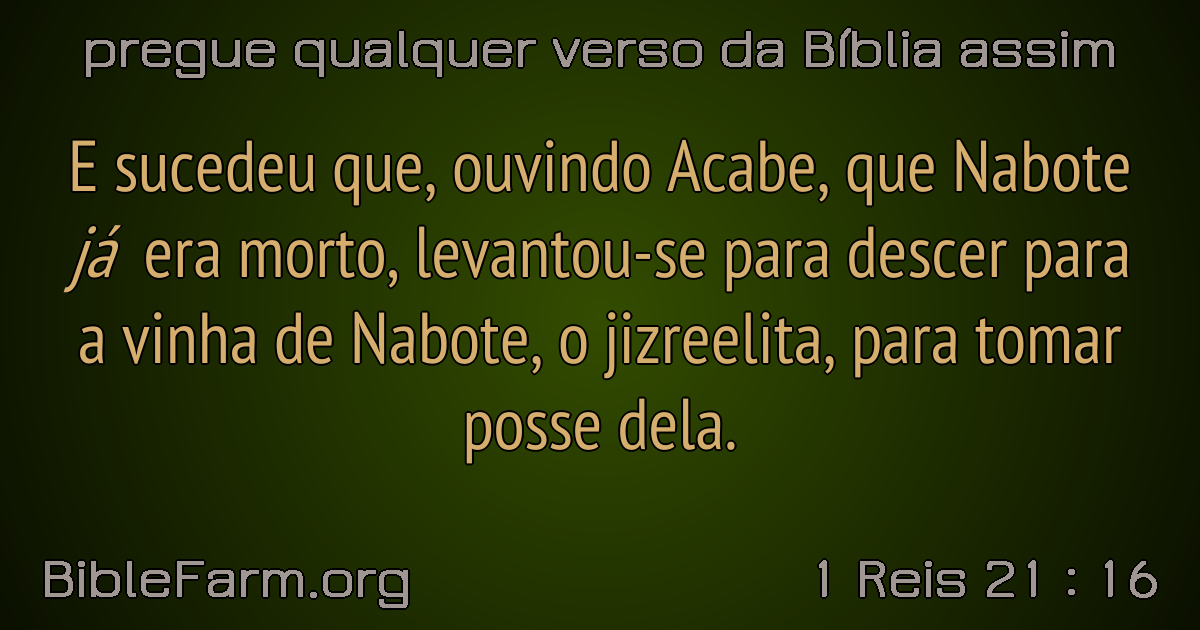 pregue qualquer verso da Bíblia assim
E sucedeu que, ouvindo Acabe, que Nabote
já era morto, levantou-se para descer para
a vinha de Nabote, o jizreelita, para tomar
posse dela.
BibleFarm.org
1 Reis 21 : 16